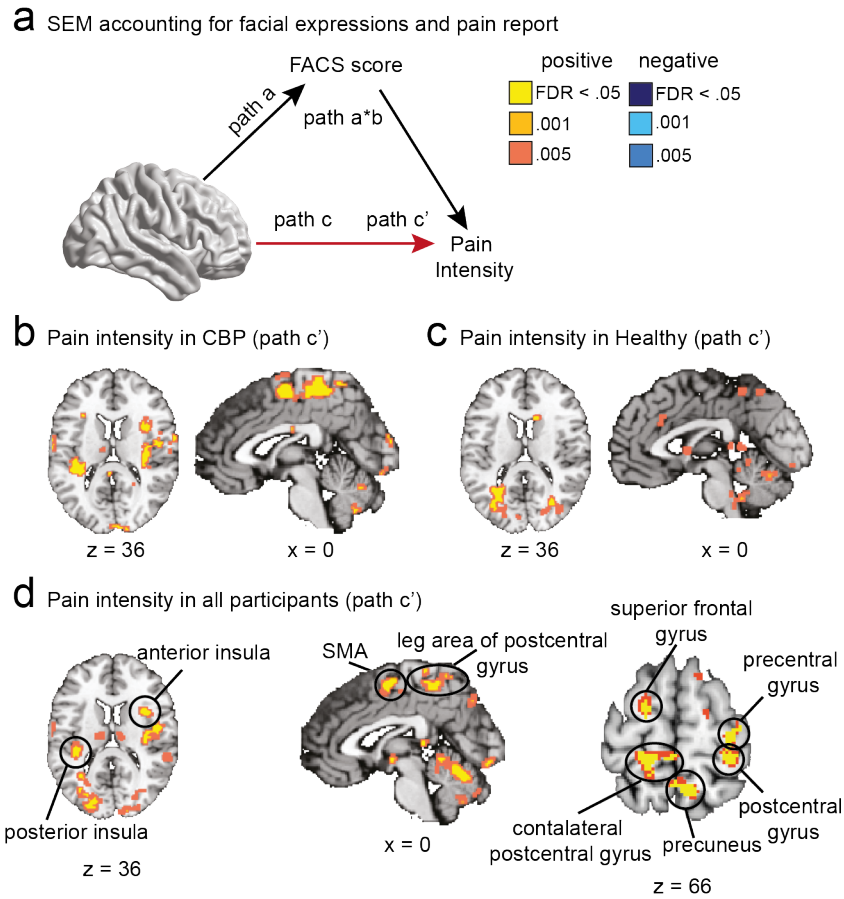 a SEM accounting for facial expressions and pain report
FACS score
path a
path a*b
path c
path c’
Pain
Intensity
positive
negative
FDR < .05
FDR < .05
.001
.001
.005
.005
b Pain intensity in CBP (path c’)
z = 36
x = 0
c Pain intensity in Healthy (path c’)
z = 36
x = 0
d Pain intensity in all participants (path c’)
anterior insula
posterior insula
z = 36
SMA
leg area of postcentral
gyrus
x = 0
superior frontal
gyrus
precentral
gyrus
postcentral
gyrus
contalateral
postcentral gyrus
precuneus
z = 66